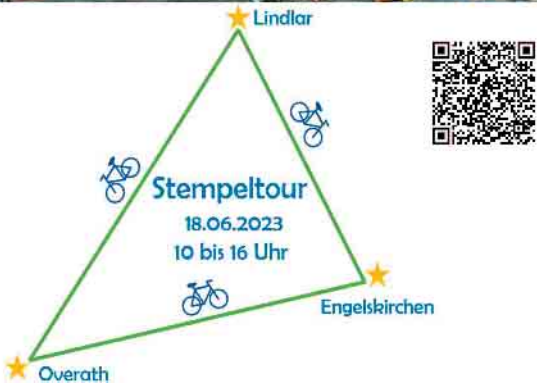 Lindlar
Stempeltour
18.06.2023
10 bis 16 Uhr
Engelskirchen
Overath